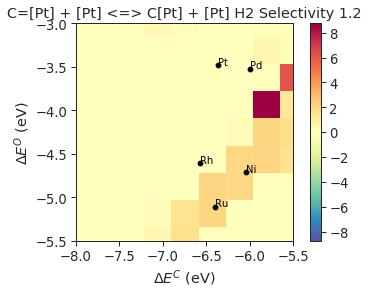 C=[Pt] + [Pt] <=> C[Pt] + [Pt] H2 Selectivity 1.2
−3.0
−3.5
−4.0
−4.5
−5.0
−5.5
ΔE^O (eV)
Pt
Pd
Rh
Ni
Ru
−8.0
−7.5
−7.0
−6.5
−6.0
−5.5
ΔE^C (eV)
8
6
4
2
0
−2
−4
−6
−8